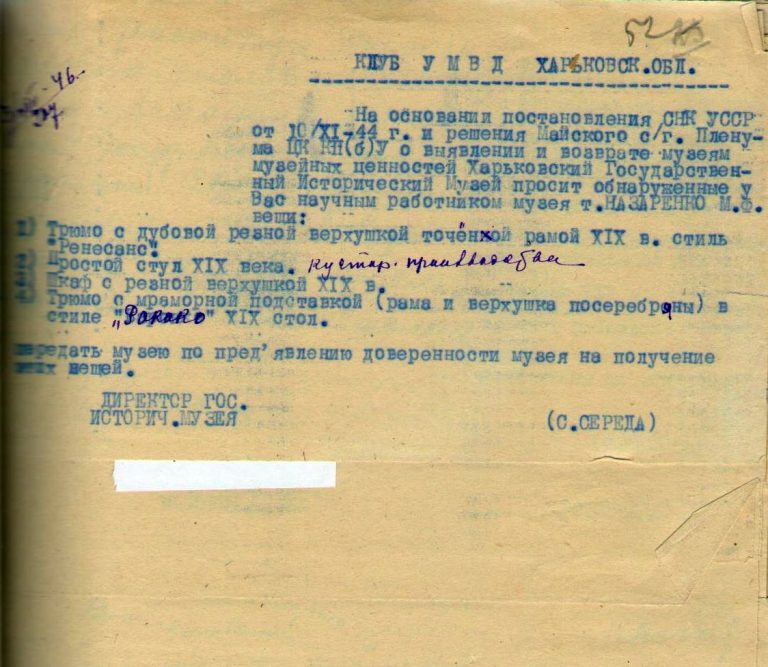 52
КЛУБ У М В Д ХАРЬКОВСК.ОБЛ.
46.
На основании постановления СНК УССР
от 10/XI-44 г. и решения Майского с/г. Плену-
ма ЦК КП(б)У о выявлении и возврате музеям
музейных ценностей Харьковский Государствен-
ный Исторический Музей просит обнаруженные у
Вас научным работником музея т.НАЗАРЕНКО М.Ф.
вещи:
1) Трюмо с дубовой резной верхушкой точёной рамой XIX в. стиль
"Ренесанс".
2) Простой стул XIX века. кустар. производства
Шкаф с резной верхушкой XIX в.
Трюмо с мраморной подставкой (рама и верхушка посеребряны) в
стиле "Рококо" XIX стол.
передать музею по пред'явлению доверенности музея на получение
вещей.
ДИРЕКТОР ГОС.
ИСТОРИЧ.МУЗЕЯ (С.СЕРЕДА)